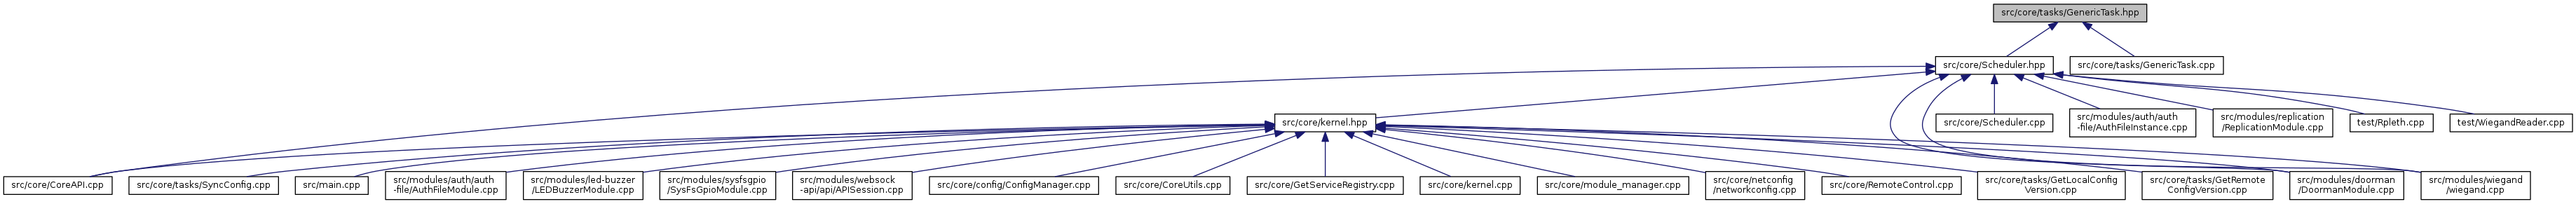 src/core/tasks/GenericTask.hpp
src/core/Scheduler.hpp
src/core/tasks/GenericTask.cpp
src/core/kernel.hpp
src/core/Scheduler.cpp
src/modules/auth/auth
-file/AuthFileInstance.cpp
src/modules/replication
/ReplicationModule.cpp
test/Rpleth.cpp
test/WiegandReader.cpp
src/core/CoreAPI.cpp
src/core/tasks/SyncConfig.cpp
src/main.cpp
src/modules/auth/auth
-file/AuthFileModule.cpp
src/modules/led-buzzer
/LEDBuzzerModule.cpp
src/modules/sysfsgpio
/SysFsGpioModule.cpp
src/modules/websock
-api/api/APISession.cpp
src/core/config/ConfigManager.cpp
src/core/CoreUtils.cpp
src/core/GetServiceRegistry.cpp
src/core/kernel.cpp
src/core/module_manager.cpp
src/core/netconfig
/networkconfig.cpp
src/core/RemoteControl.cpp
src/core/tasks/GetLocalConfig
Version.cpp
src/core/tasks/GetRemote
ConfigVersion.cpp
src/modules/doorman
/DoormanModule.cpp
src/modules/wiegand
/wiegand.cpp